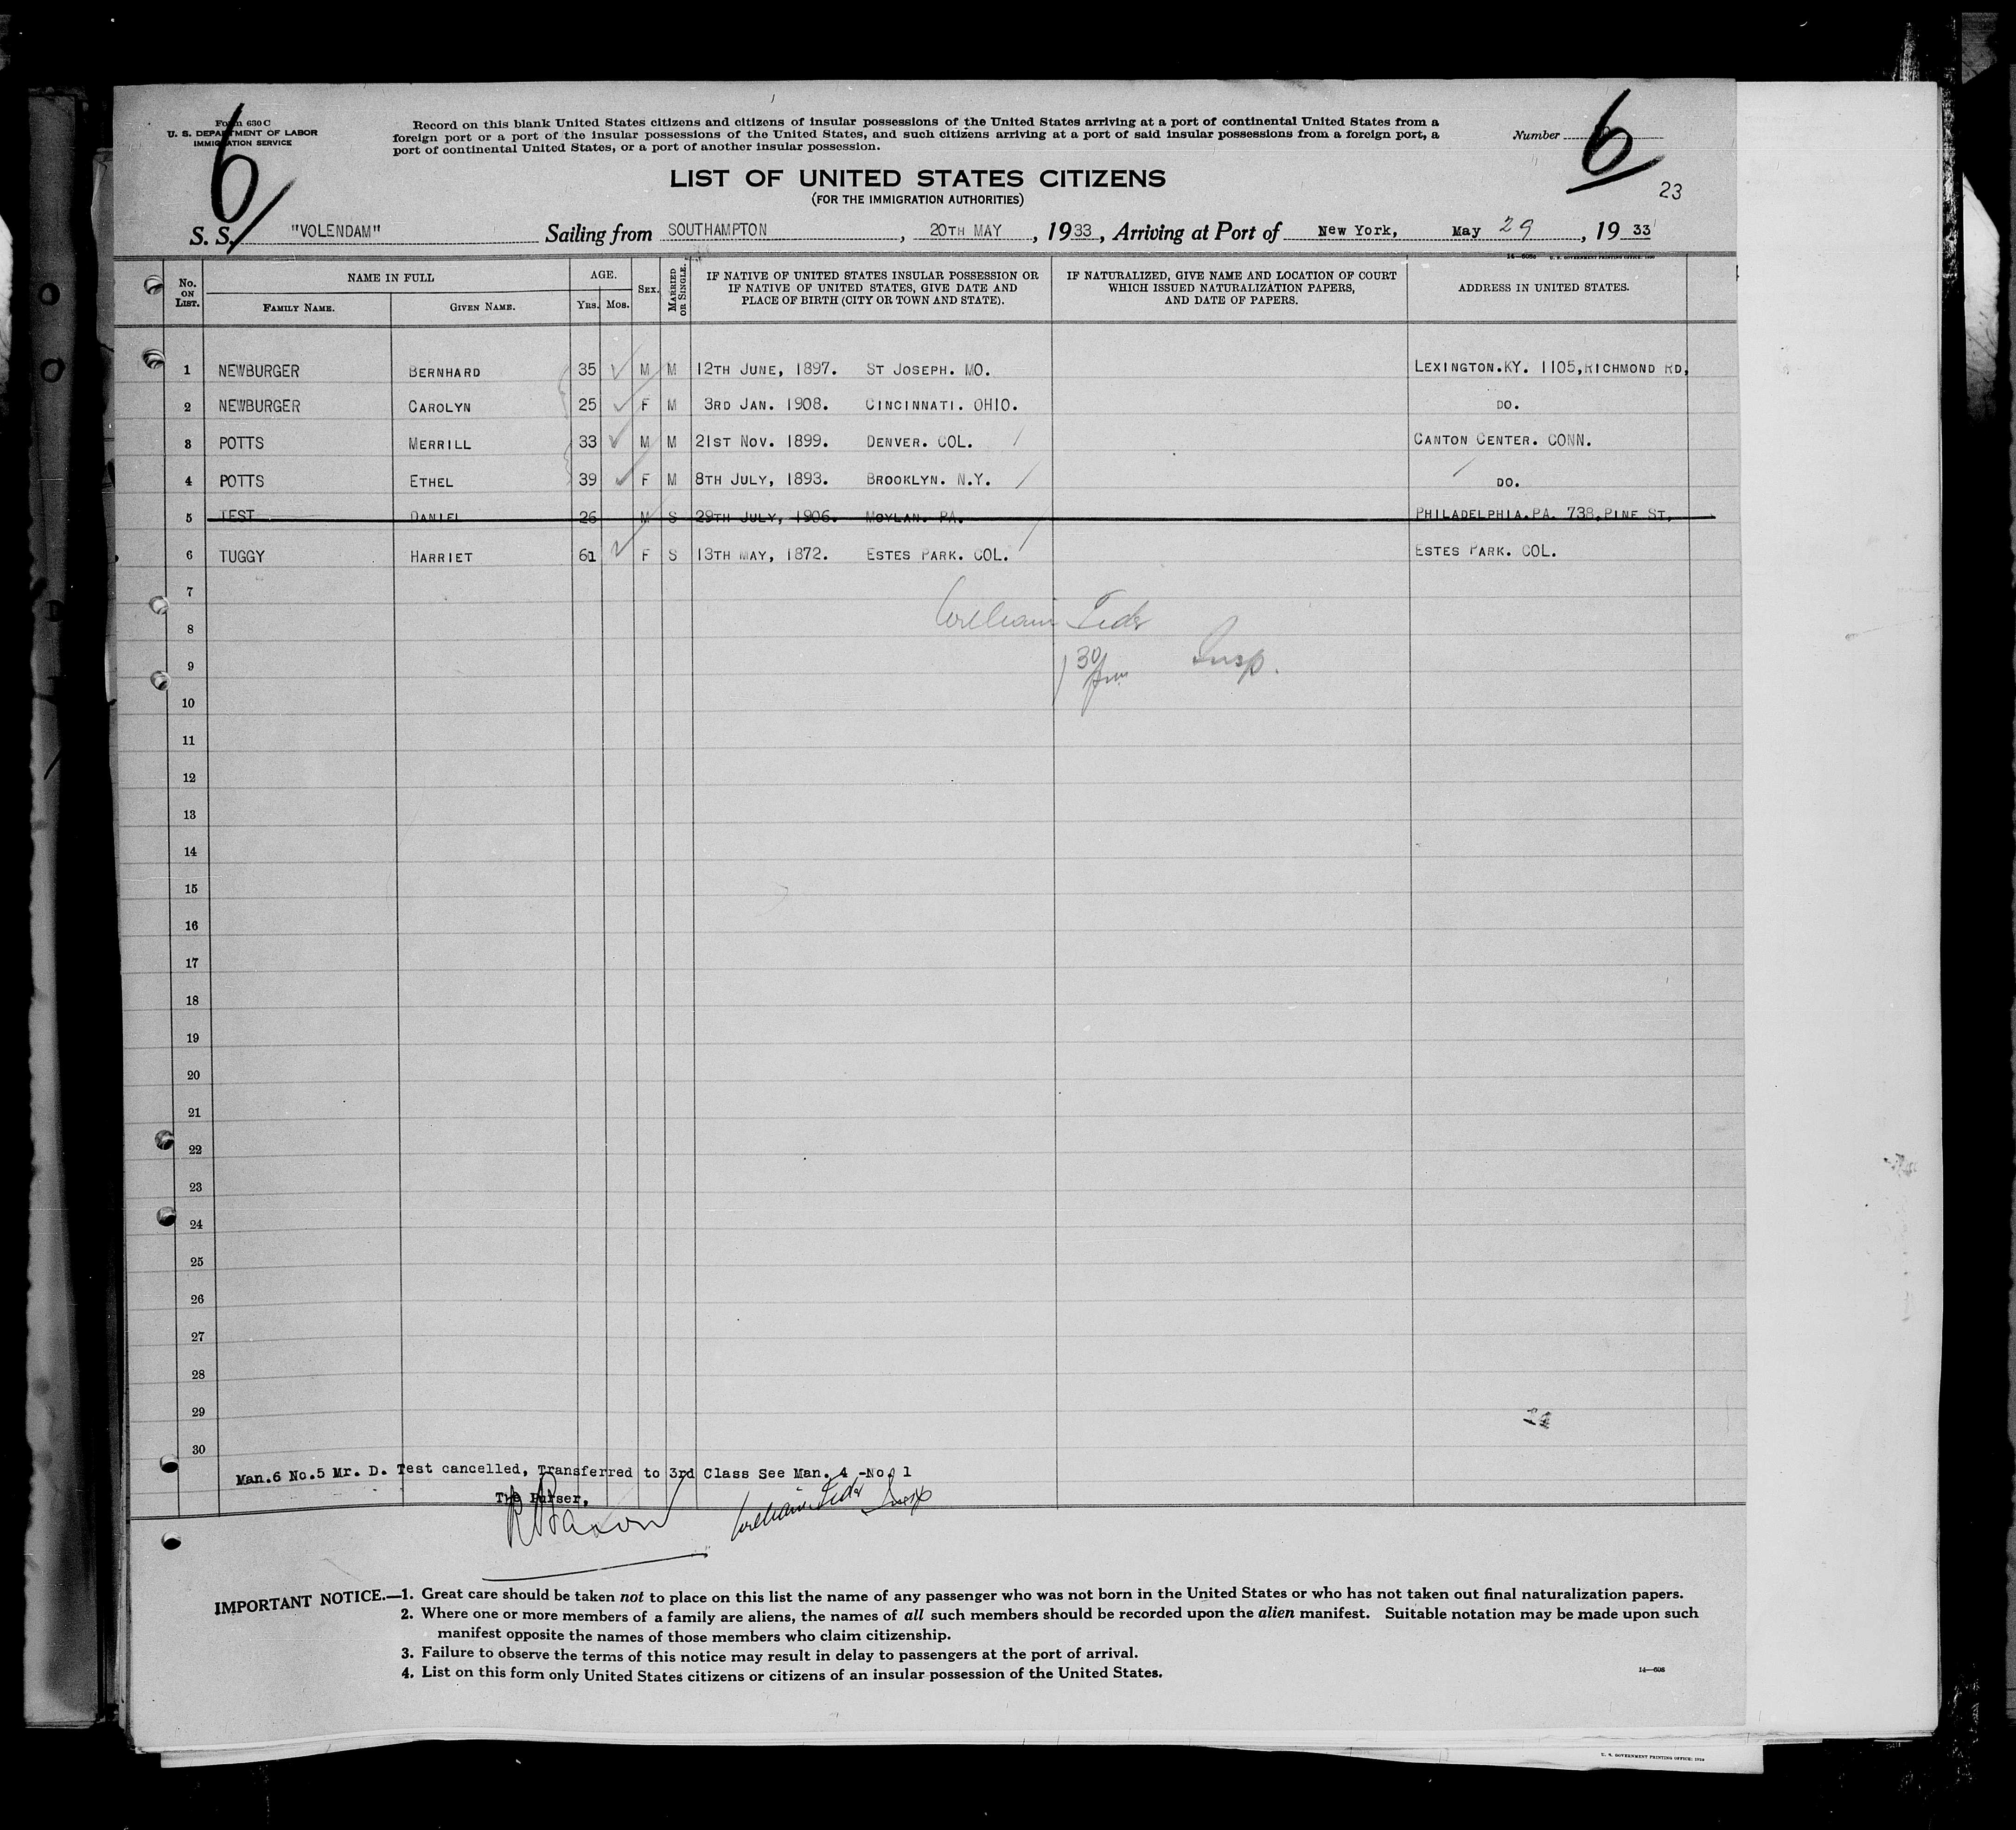 Form 630 C
U. S. DEPARTMENT OF LABOR
IMMIGRATION SERVICE
6
Record on this blank United States citizens and citizens of insular possessions of the United States arriving at a port of continental United States from a
foreign port or a port of the insular possessions of the United States, and such citizens arriving at a port of said insular possessions from a foreign port, a
port of continental United States, or a port of another insular possession.
Number
6
23
LIST OF UNITED STATES CITIZENS
(FOR THE IMMIGRATION AUTHORITIES)
S. S. "VOLENDAM" Sailing from SOUTHAMPTON, 20TH MAY, 1933, Arriving at Port of New York, May 29, 1933
No. ON LIST. NAME IN FULL FAMILY NAME. GIVEN NAME. AGE. Yrs. Mos. SEX. MARRIED OR SINGLE. IF NATIVE OF UNITED STATES INSULAR POSSESSION OR IF NATIVE OF UNITED STATES, GIVE DATE AND PLACE OF BIRTH (CITY OR TOWN AND STATE). IF NATURALIZED, GIVE NAME AND LOCATION OF COURT WHICH ISSUED NATURALIZATION PAPERS, AND DATE OF PAPERS. ADDRESS IN UNITED STATES.
1 NEWBURGER BERNHARD 35 M M 12TH JUNE, 1897. ST JOSEPH. MO. LEXINGTON.KY. 1105,RICHMOND RD,
2 NEWBURGER CAROLYN 25 F M 3RD JAN. 1908. CINCINNATI. OHIO. DO.
3 POTTS MERRILL 33 M M 21ST NOV. 1899. DENVER. COL. CANTON CENTER. CONN.
4 POTTS ETHEL 39 F M 8TH JULY, 1893. BROOKLYN. N.Y. DO.
5 TEST DANIEL 26 M S 29TH JULY, 1906. MOYLAN. PA. PHILADELPHIA.PA. 738,PINE ST,
6 TUGGY HARRIET 61 F S 13TH MAY, 1872. ESTES PARK. COL. ESTES PARK. COL.
7
William
8
9 1 30 pm Insp.
10
11
12
13
14
15
16
17
18
19
20
21
22
23
24
25
26
27
28
29
30
Man.6 No.5 Mr. D. Test cancelled, Transferred to 3rd Class See Man. 4 -No. 1
The Purser,
William Insp
IMPORTANT NOTICE.—1. Great care should be taken not to place on this list the name of any passenger who was not born in the United States or who has not taken out final naturalization papers.
2. Where one or more members of a family are aliens, the names of all such members should be recorded upon the alien manifest. Suitable notation may be made upon such
manifest opposite the names of those members who claim citizenship.
3. Failure to observe the terms of this notice may result in delay to passengers at the port of arrival.
4. List on this form only United States citizens or citizens of an insular possession of the United States.
14—608